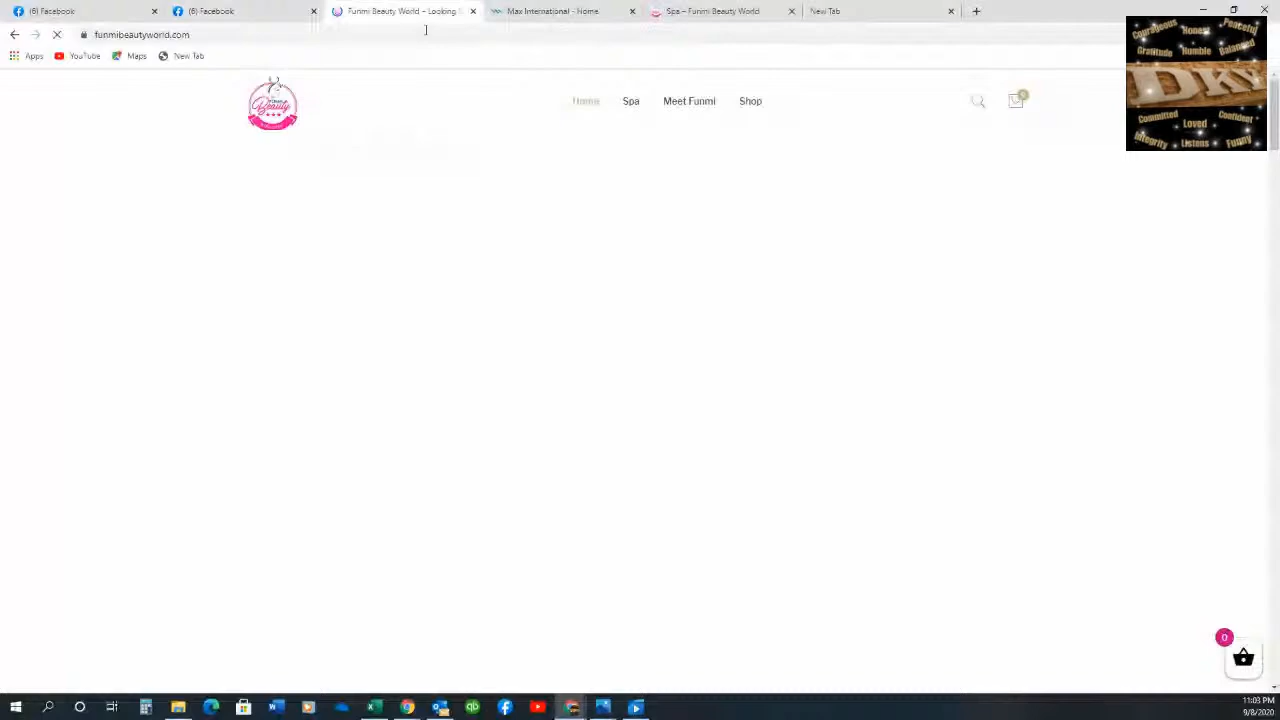 (6) Facebook
(6) Facebook
Funmi Beauty World – Looking
Max International - Home.
Spa – Funmi Beauty World
New Tab
funmibeautyworld.com
Apps
YouTube
Maps
New Tab
Beauty
Home
Spa
Meet Funmi
Shop
Courageous
Honest
Peaceful
Gratitude
Humble
Balanced
DKY
Committed
Loved
Confident
Integrity
Listens
Funny
0
11:03 PM
9/8/2020